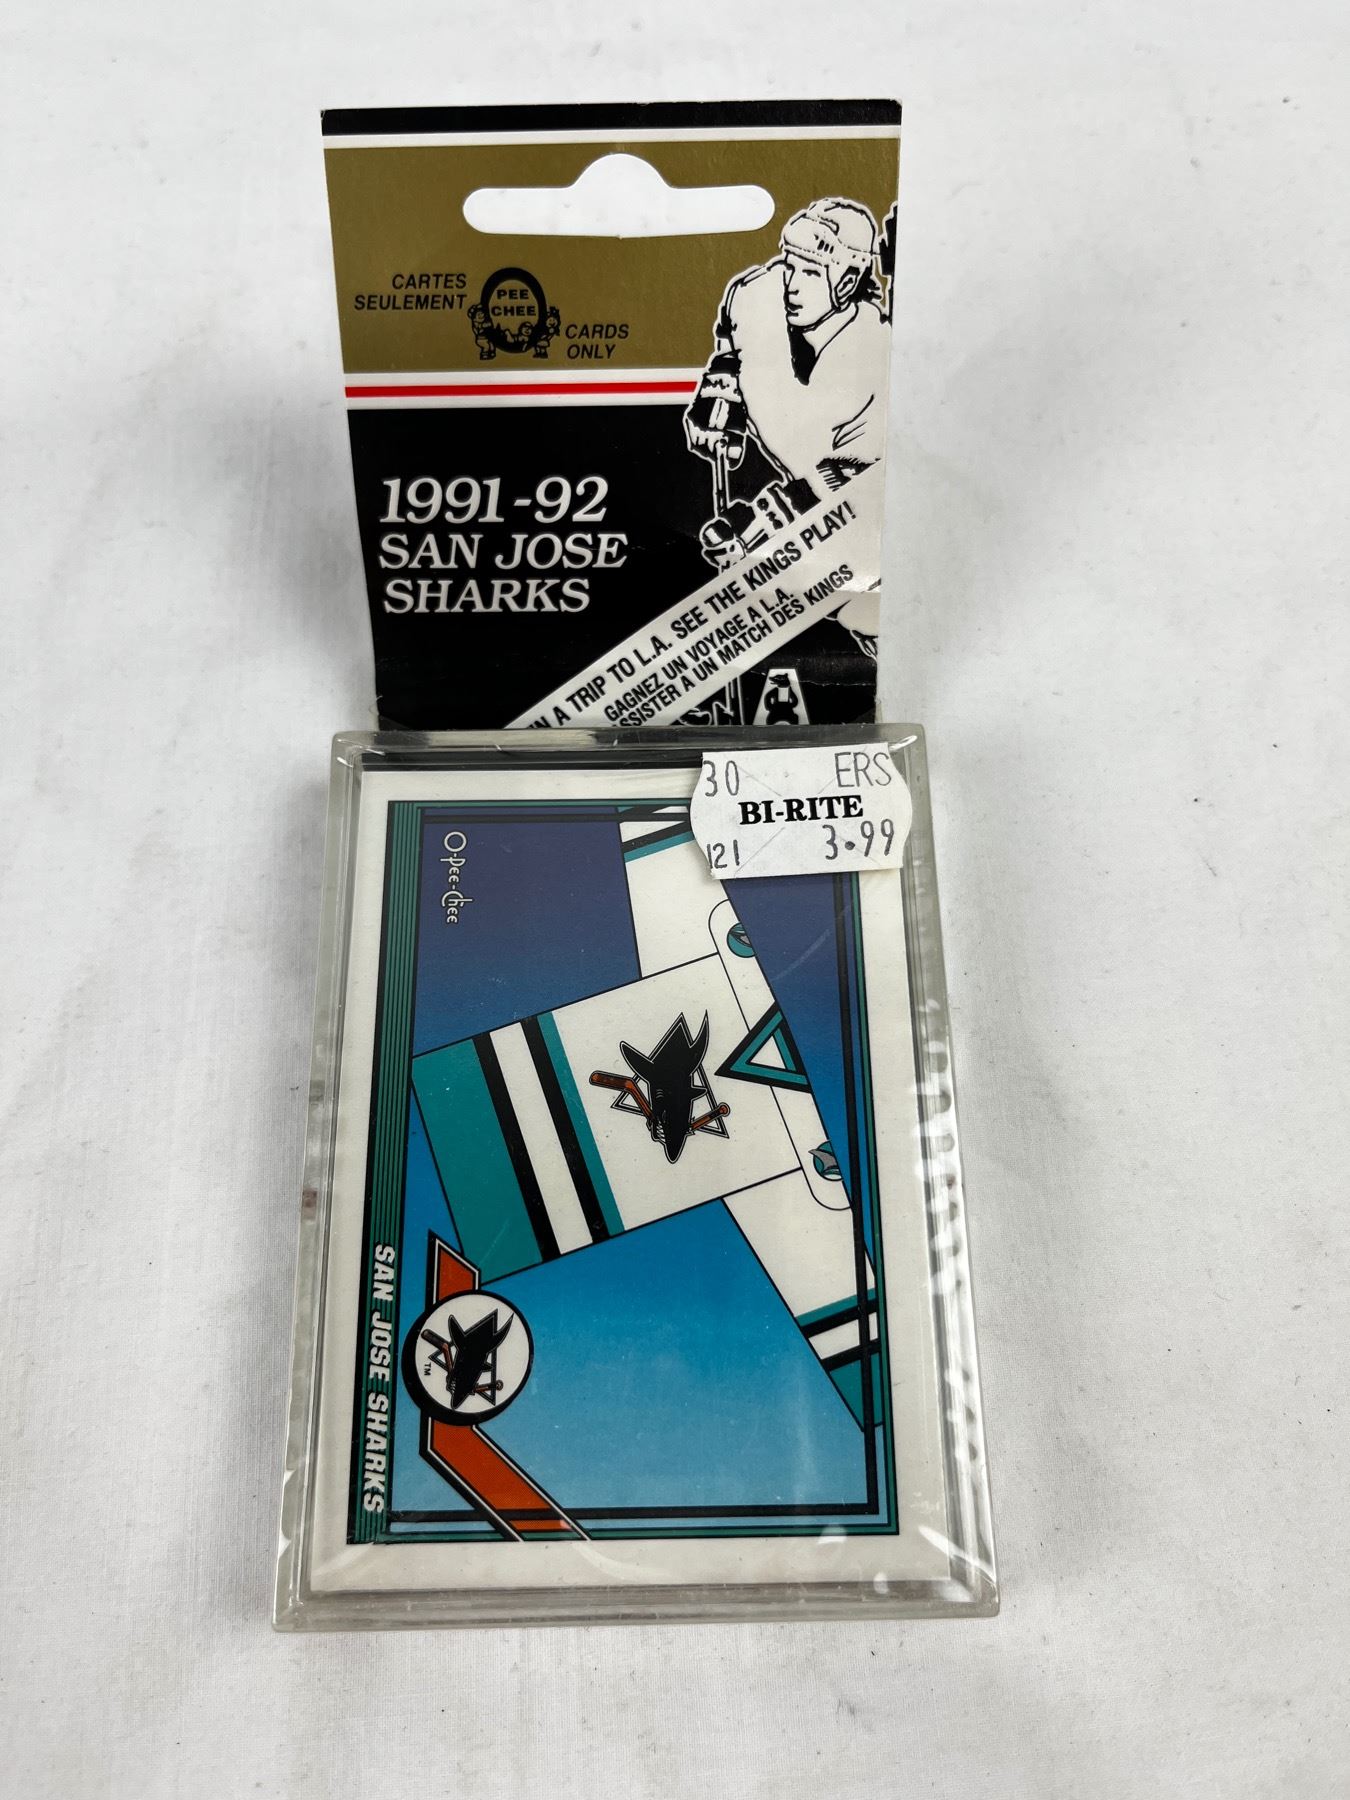 CARTES
SEULEMENT
PEE
CHEE
CARDS
ONLY
1991-92
SAN JOSE
SHARKS
A TRIP TO L.A. SEE THE KINGS PLAY!
GAGNEZ UN VOYAGE A L.A.
A UN MATCH DES KINGS
30 ERS
BI-RITE
121 3.99
O-Pee-Chee
TM
SAN JOSE SHARKS